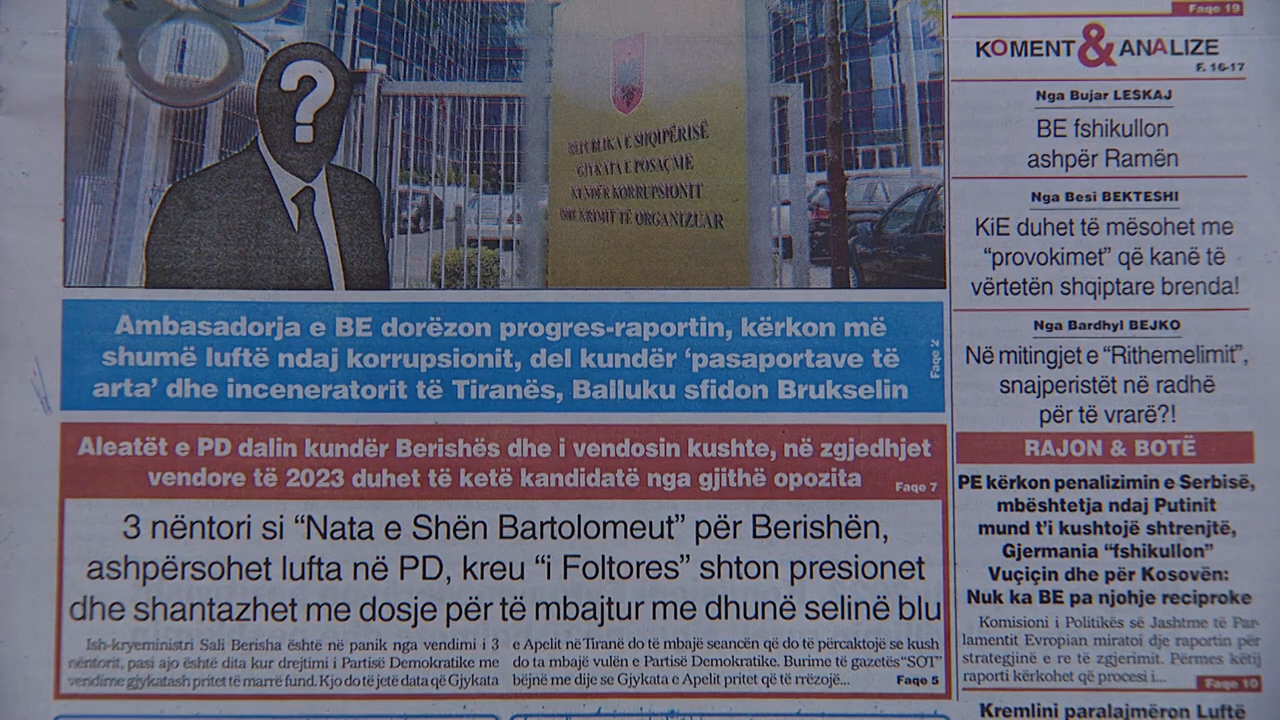 ?
REPUBLIKA E SHQIPËRISË
GJYKATA E POSAÇME
KUNDËR KORRUPSIONIT
DHE KRIMIT TË ORGANIZUAR
Ambasadorja e BE dorëzon progres-raportin, kërkon më
shumë luftë ndaj korrupsionit, del kundër ‘pasaportave të
arta’ dhe inceneratorit të Tiranës, Balluku sfidon Brukselin
Faqe 2
Aleatët e PD dalin kundër Berishës dhe i vendosin kushte, në zgjedhjet
vendore të 2023 duhet të ketë kandidatë nga gjithë opozita
Faqe 7
3 nëntori si “Nata e Shën Bartolomeut” për Berishën,
ashpërsohet lufta në PD, kreu “i Foltores” shton presionet
dhe shantazhet me dosje për të mbajtur me dhunë selinë blu
Ish-kryeministri Sali Berisha është në panik nga vendimi i 3
nëntorit, pasi ajo është dita kur drejtimi i Partisë Demokratike me
vendime gjykatash pritet të marrë fund. Kjo do të jetë data që Gjykata
e Apelit në Tiranë do të mbajë seancën që do të përcaktojë se kush
do ta mbajë vulën e Partisë Demokratike. Burime të gazetës “SOT”
bëjnë me dije se Gjykata e Apelit pritet që të rrëzojë...
Faqe 5
Faqe 19
KOMENT & ANALIZE
F. 16-17
Nga Bujar LESKAJ
BE fshikullon
ashpër Ramën
Nga Besi BEKTESHI
KiE duhet të mësohet me
“provokimet” që kanë të
vërtetën shqiptare brenda!
Nga Bardhyl BEJKO
Në mitingjet e “Rithemelimit”,
snajperistët në radhë
për të vrarë?!
RAJON & BOTË
PE kërkon penalizimin e Serbisë,
mbështetja ndaj Putinit
mund t’i kushtojë shtrenjtë,
Gjermania “fshikullon”
Vuçiçin dhe për Kosovën:
Nuk ka BE pa njohje reciproke
Komisioni i Politikës së Jashtme të Par-
lamentit Evropian miratoi dje raportin për
strategjinë e re të zgjerimit. Përmes këtij
raporti kërkohet që procesi i...
Faqe 10
Kremlini paralajmëron Luftë